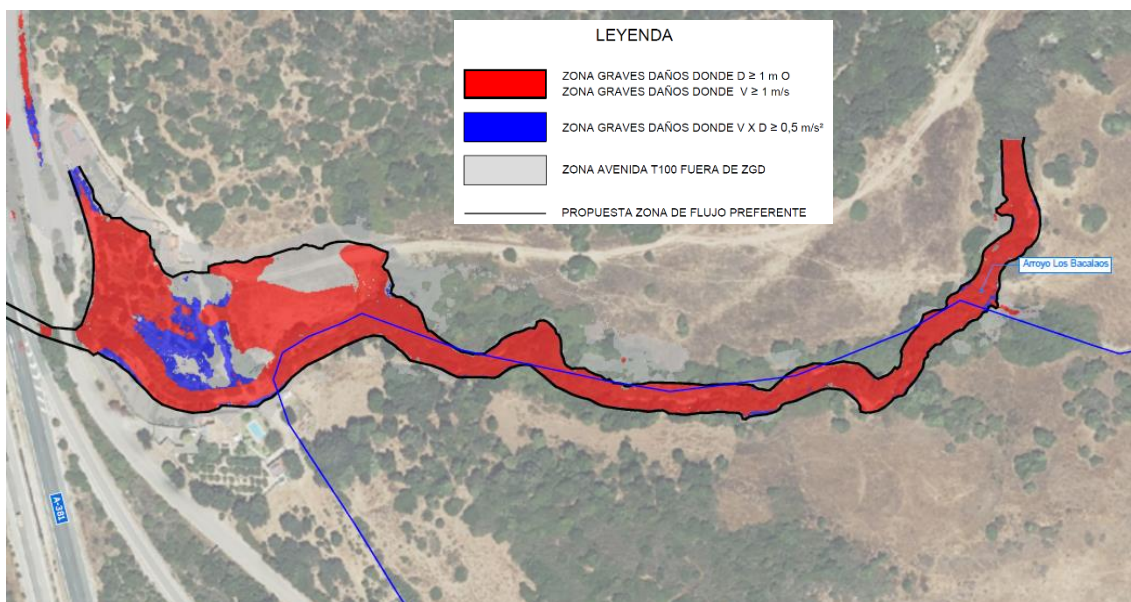 LEYENDA
ZONA GRAVES DAÑOS DONDE D ≥ 1 m O
ZONA GRAVES DAÑOS DONDE V ≥ 1 m/s
ZONA GRAVES DAÑOS DONDE V X D ≥ 0,5 m/s²
ZONA AVENIDA T100 FUERA DE ZGD
PROPUESTA ZONA DE FLUJO PREFERENTE
Arroyo Los Bacalaos
A-381